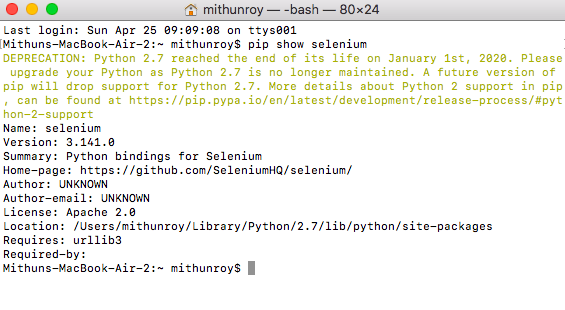 mithunroy — -bash — 80×24
Last login: Sun Apr 25 09:09:08 on ttys001
[Mithuns-MacBook-Air-2:~ mithunroy$ pip show selenium
DEPRECATION: Python 2.7 reached the end of its life on January 1st, 2020. Please
 upgrade your Python as Python 2.7 is no longer maintained. A future version of
pip will drop support for Python 2.7. More details about Python 2 support in pip
, can be found at https://pip.pypa.io/en/latest/development/release-process/#pyt
hon-2-support
Name: selenium
Version: 3.141.0
Summary: Python bindings for Selenium
Home-page: https://github.com/SeleniumHQ/selenium/
Author: UNKNOWN
Author-email: UNKNOWN
License: Apache 2.0
Location: /Users/mithunroy/Library/Python/2.7/lib/python/site-packages
Requires: urllib3
Required-by:
Mithuns-MacBook-Air-2:~ mithunroy$